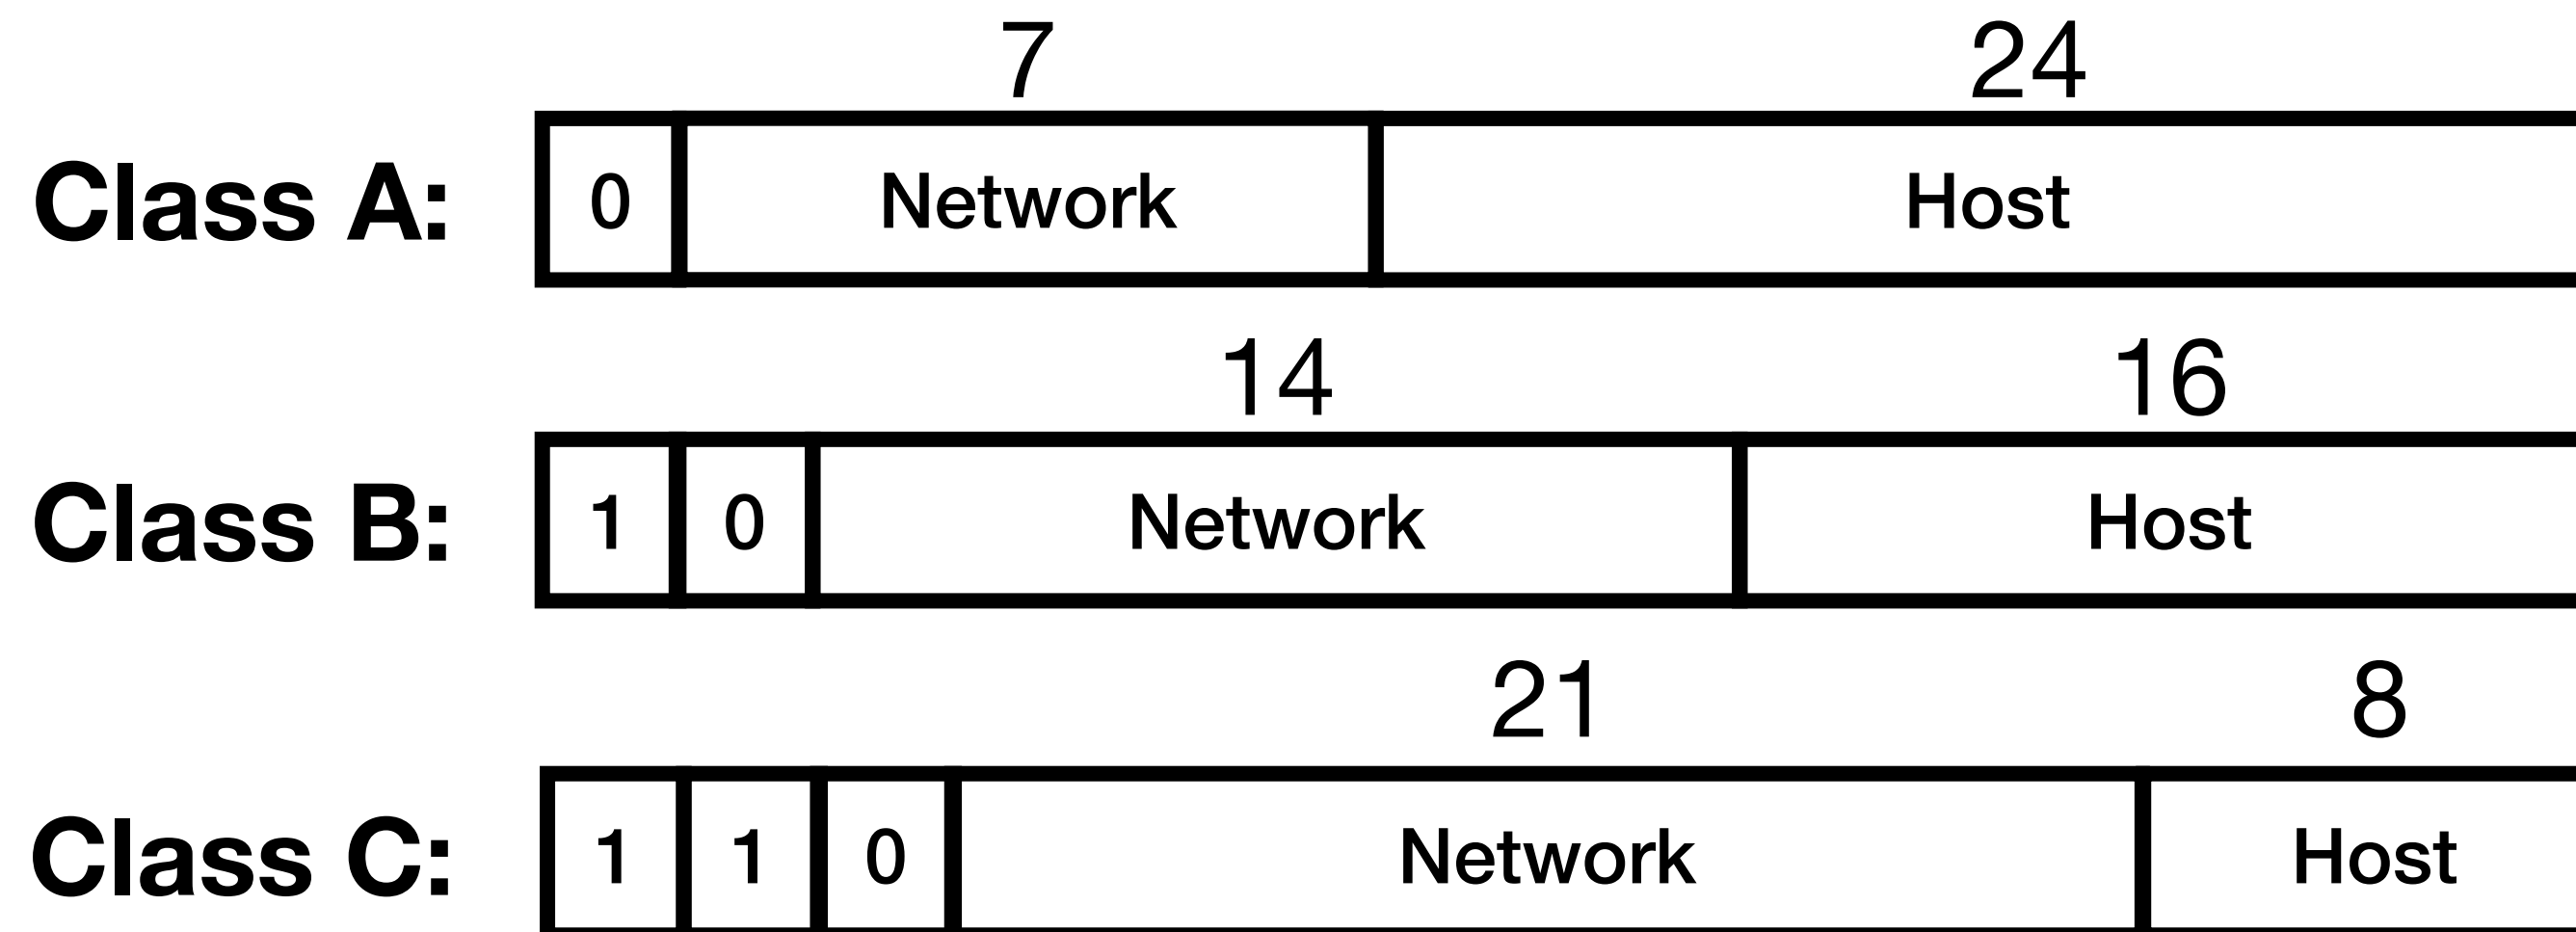 7 24
Class A: 0 Network Host
14 16
Class B: 1 0 Network Host
21 8
Class C: 1 1 0 Network Host